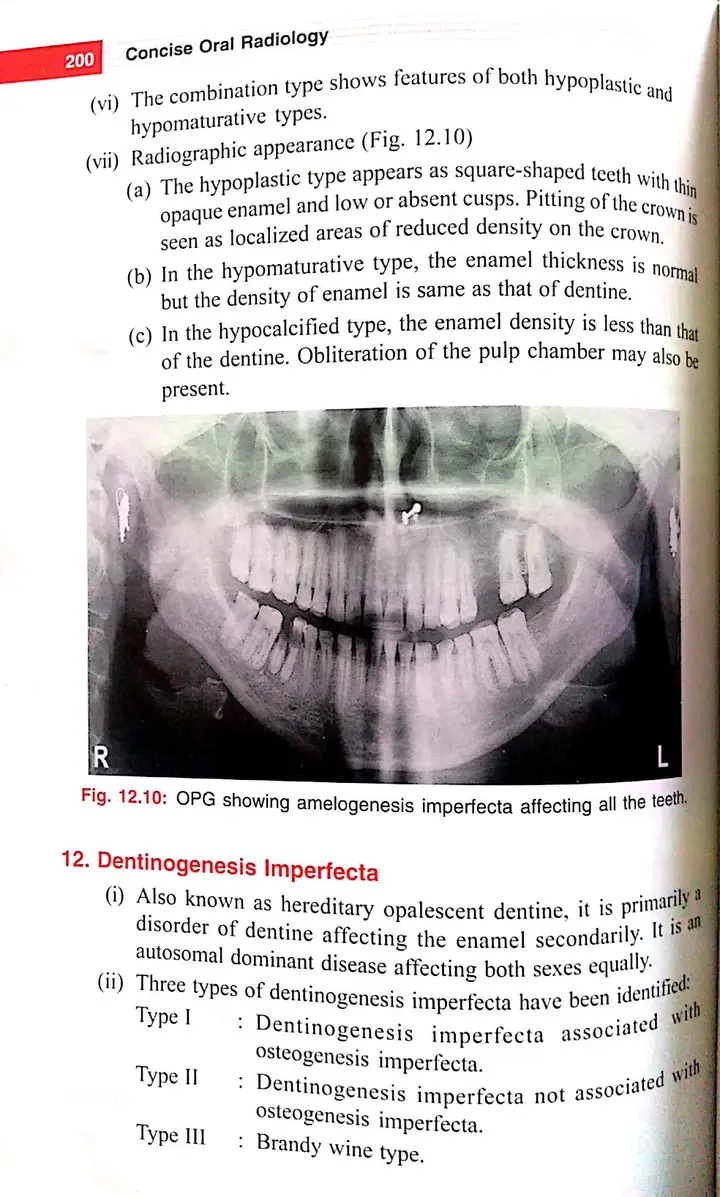 200 Concise Oral Radiology
(vi) The combination type shows features of both hypoplastic and
hypomaturative types.
(vii) Radiographic appearance (Fig. 12.10)
(a) The hypoplastic type appears as square-shaped teeth with thin
opaque enamel and low or absent cusps. Pitting of the crown is
seen as localized areas of reduced density on the crown.
(b) In the hypomaturative type, the enamel thickness is normal
but the density of enamel is same as that of dentine.
(c) In the hypocalcified type, the enamel density is less than that
of the dentine. Obliteration of the pulp chamber may also be
present.
R L
Fig. 12.10: OPG showing amelogenesis imperfecta affecting all the teeth.
12. Dentinogenesis Imperfecta
(i) Also known as hereditary opalescent dentine, it is primarily a
disorder of dentine affecting the enamel secondarily. It is an
autosomal dominant disease affecting both sexes equally.
(ii) Three types of dentinogenesis imperfecta have been identified:
Type I : Dentinogenesis imperfecta associated with
osteogenesis imperfecta.
Type II : Dentinogenesis imperfecta not associated with
osteogenesis imperfecta.
Type III : Brandy wine type.